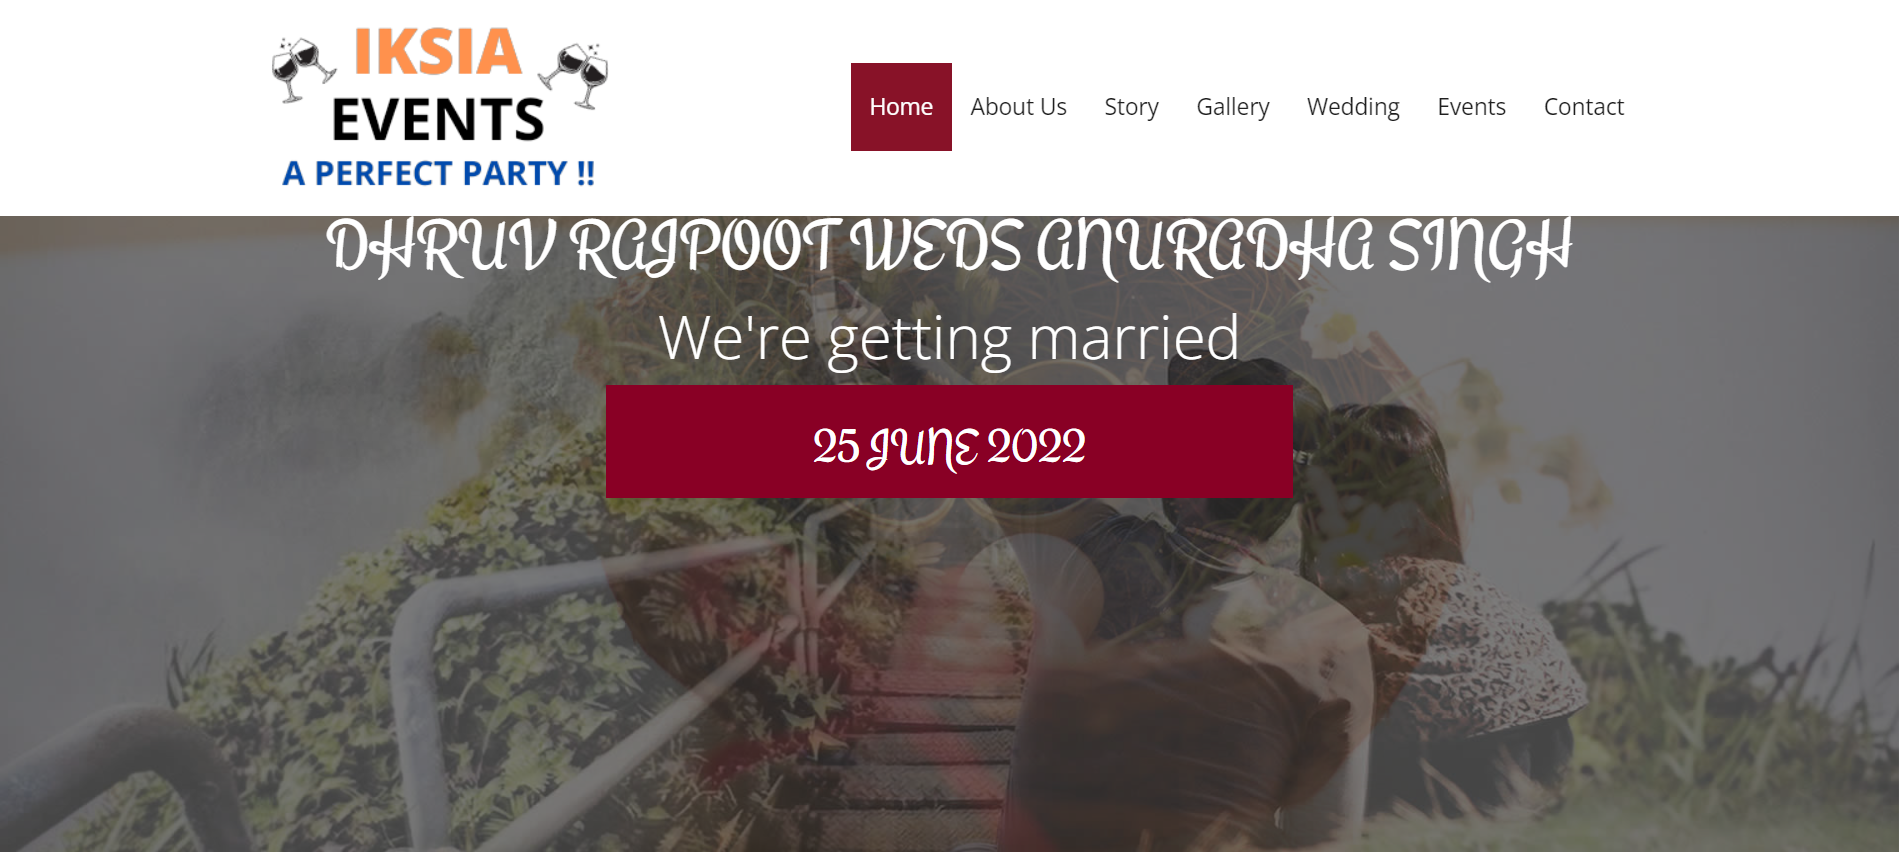 IKSIA
EVENTS
A PERFECT PARTY !!
Home About Us Story Gallery Wedding Events Contact
DHRUV RAJPOOT WEDS ANURADHA SINGH
We're getting married
25 JUNE 2022